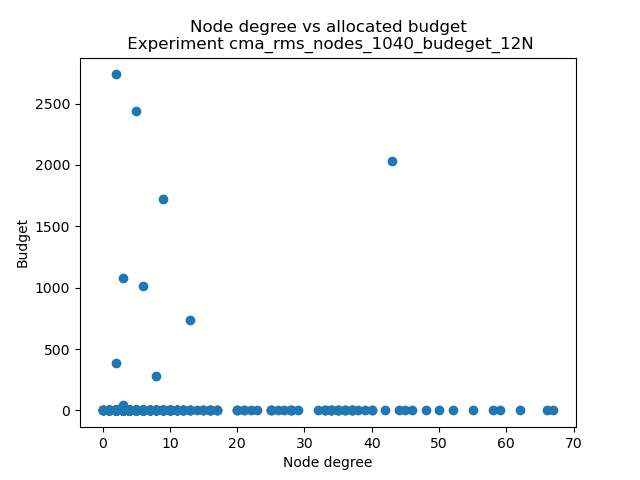 Node degree vs allocated budget
Experiment cma_rms_nodes_1040_budeget_12N
Budget
2500
2000
1500
1000
500
0
0 10 20 30 40 50 60 70
Node degree